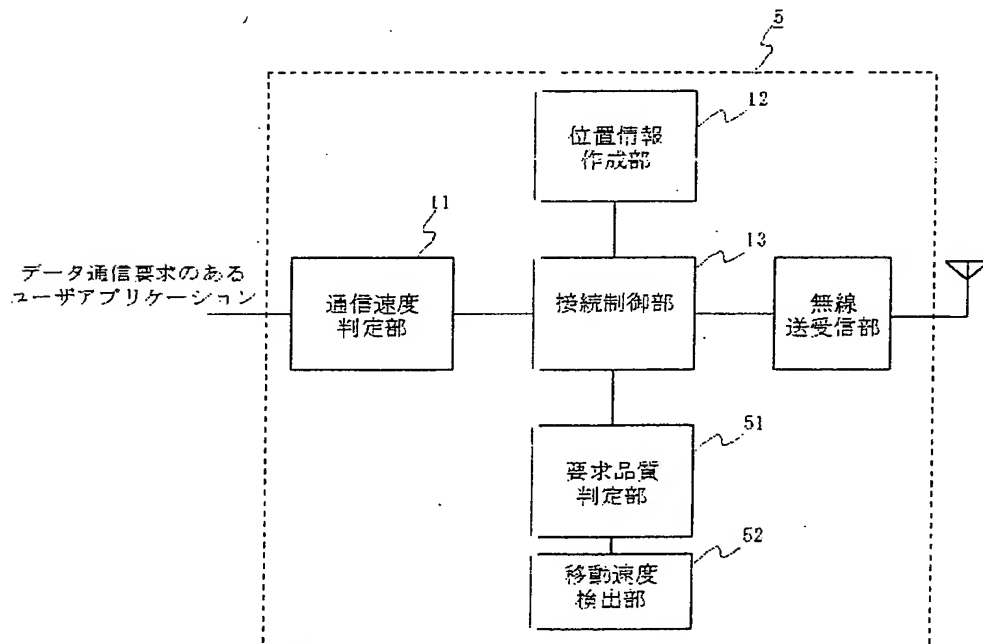 5
12
位置情報
作成部
11
13
データ通信要求のある
ユーザアプリケーション
通信速度
判定部
接続制御部
無線
送受信部
51
要求品質
判定部
52
移動速度
検出部